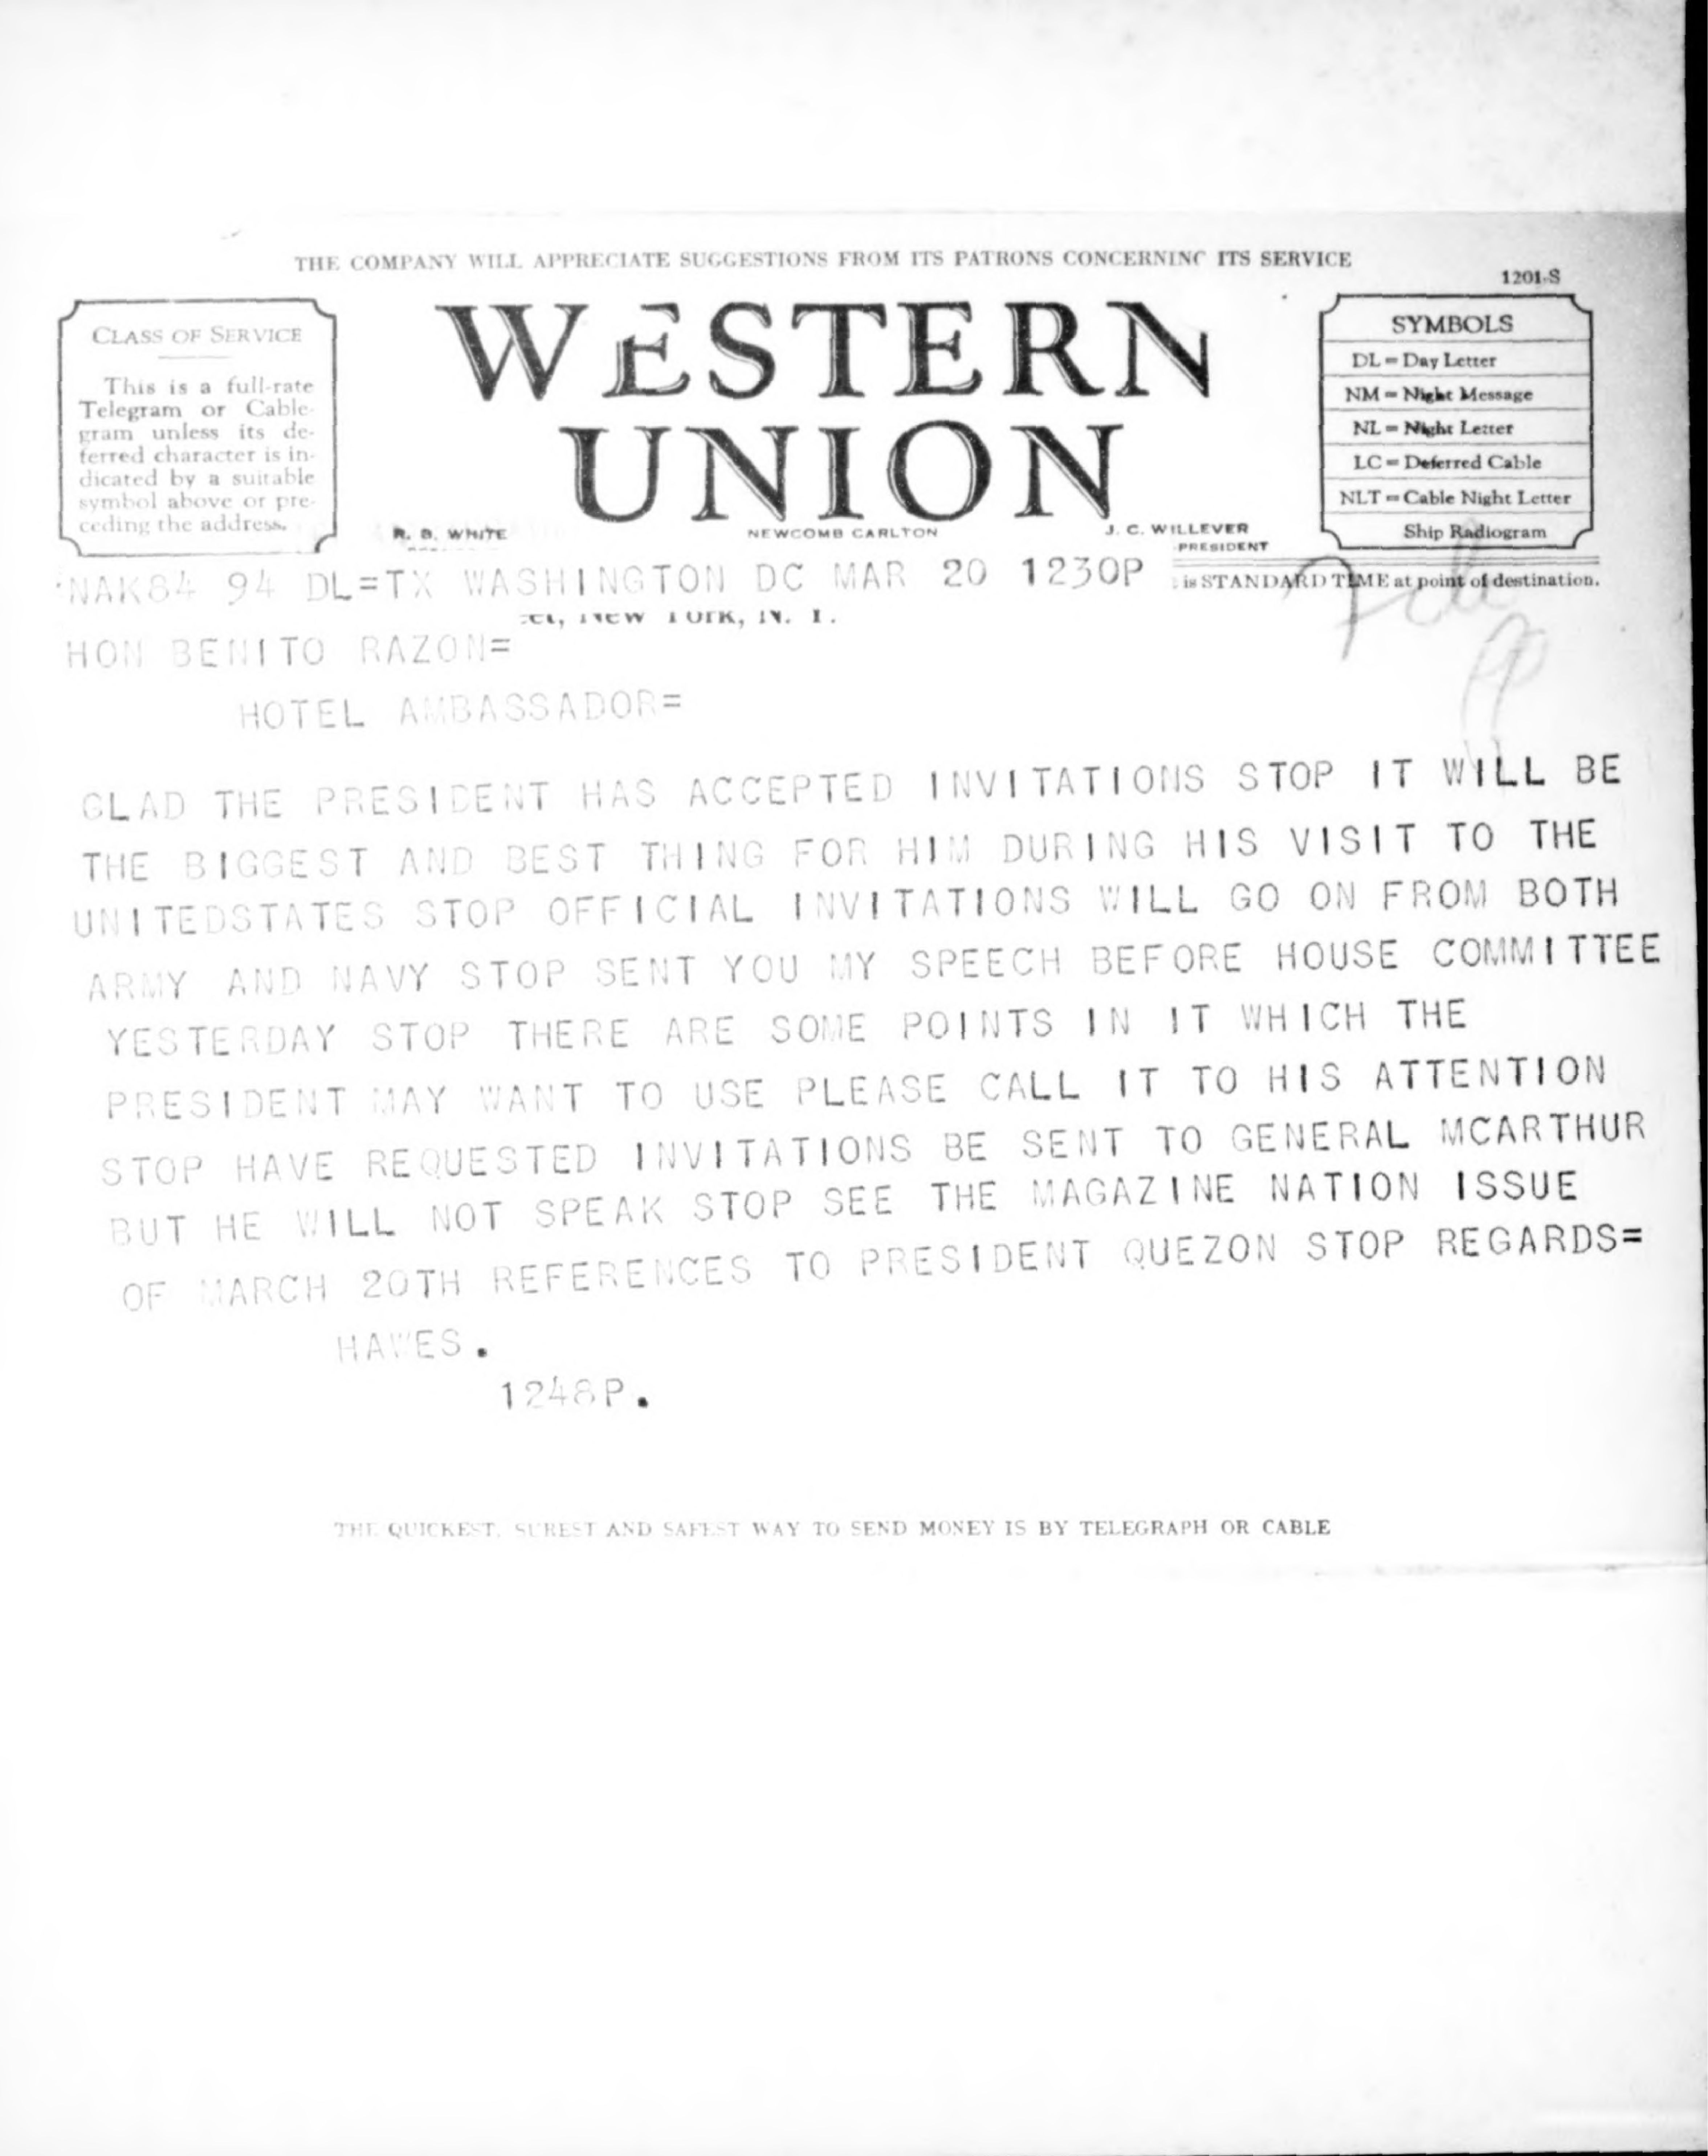 THE COMPANY WILL APPRECIATE SUGGESTIONS FROM ITS PATRONS CONCERNING ITS SERVICE
1201-S
CLASS OF SERVICE
This is a full-rate
Telegram or Cable-
gram unless its de-
ferred character is in-
dicated by a suitable
symbol above or pre-
ceding the address.
WESTERN
UNION
R. B. WHITE
NEWCOMB CARLTON
J. C. WILLEVER
PRESIDENT
SYMBOLS
DL = Day Letter
NM = Night Message
NL = Night Letter
LC = Deferred Cable
NLT = Cable Night Letter
Ship Radiogram
is STANDARD TIME at point of destination.
NAK84 94 DL=TX WASHINGTON DC MAR 20 1230P
New York, N. Y.
HON BENITO RAZON=
HOTEL AMBASSADOR=
GLAD THE PRESIDENT HAS ACCEPTED INVITATIONS STOP IT WILL BE
THE BIGGEST AND BEST THING FOR HIM DURING HIS VISIT TO THE
UNITEDSTATES STOP OFFICIAL INVITATIONS WILL GO ON FROM BOTH
ARMY AND NAVY STOP SENT YOU MY SPEECH BEFORE HOUSE COMMITTEE
YESTERDAY STOP THERE ARE SOME POINTS IN IT WHICH THE
PRESIDENT MAY WANT TO USE PLEASE CALL IT TO HIS ATTENTION
STOP HAVE REQUESTED INVITATIONS BE SENT TO GENERAL MCARTHUR
BUT HE WILL NOT SPEAK STOP SEE THE MAGAZINE NATION ISSUE
OF MARCH 20TH REFERENCES TO PRESIDENT QUEZON STOP REGARDS=
HAWES.
1248P.
THE QUICKEST, SUREST AND SAFEST WAY TO SEND MONEY IS BY TELEGRAPH OR CABLE